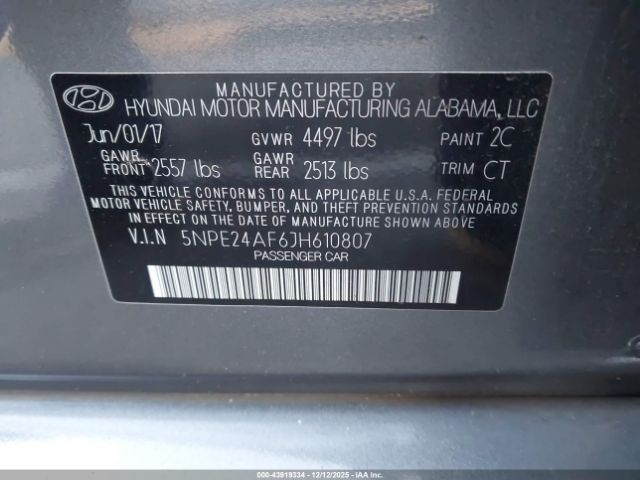 MANUFACTURED BY
HYUNDAI MOTOR MANUFACTURING ALABAMA, LLC
Jun/01/17 GVWR 4497 lbs PAINT 2C
GAWR FRONT 2557 lbs GAWR REAR 2513 lbs TRIM CT
THIS VEHICLE CONFORMS TO ALL APPLICABLE U.S.A. FEDERAL
MOTOR VEHICLE SAFETY, BUMPER, AND THEFT PREVENTION STANDARDS
IN EFFECT ON THE DATE OF MANUFACTURE SHOWN ABOVE
V.I.N 5NPE24AF6JH610807
PASSENGER CAR
000-43919334 - 12/12/2025 - IAA Inc.